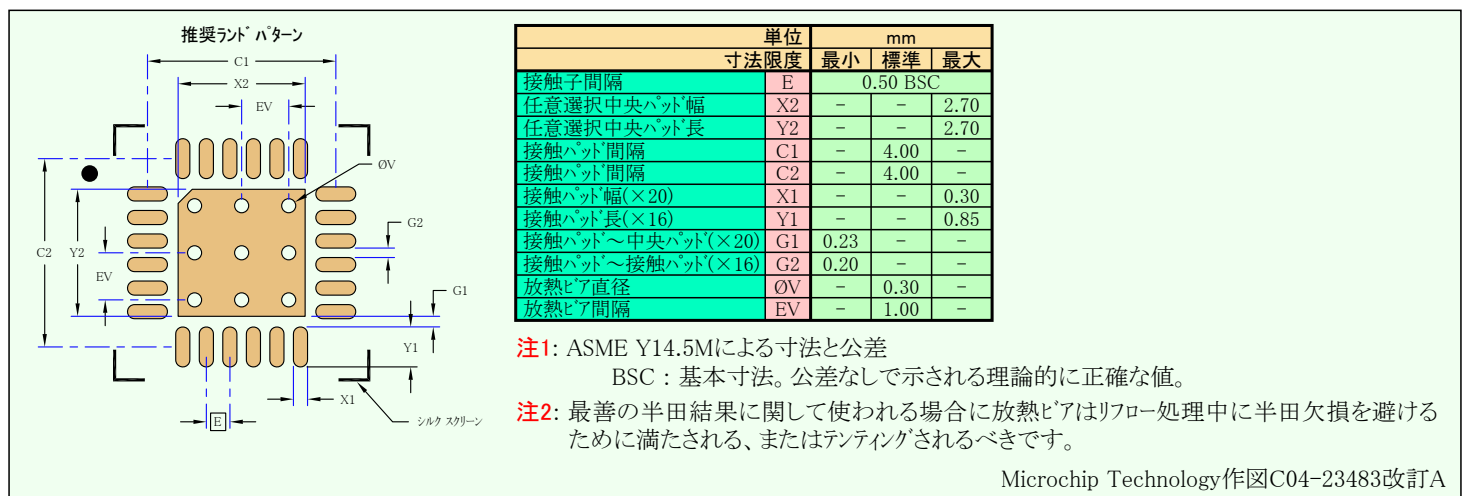 推奨ランド パターン
C1
X2
EV
ØV
G2
C2
Y2
EV
G1
Y1
X1
E
シルク スクリーン
単位 mm
寸法限度 最小 標準 最大
接触子間隔 E 0.50 BSC
任意選択中央パッド幅 X2 - - 2.70
任意選択中央パッド長 Y2 - - 2.70
接触パッド間隔 C1 - 4.00 -
接触パッド間隔 C2 - 4.00 -
接触パッド幅(×20) X1 - - 0.30
接触パッド長(×16) Y1 - - 0.85
接触パッド～中央パッド(×20) G1 0.23 - -
接触パッド～接触パッド(×16) G2 0.20 - -
放熱ビア直径 ØV - 0.30 -
放熱ビア間隔 EV - 1.00 -
注1: ASME Y14.5Mによる寸法と公差
BSC : 基本寸法。公差なしで示される理論的に正確な値。
注2: 最善の半田結果に関して使われる場合に放熱ビアはリフロー処理中に半田欠損を避ける
ために満たされる、またはテンティングされるべきです。
Microchip Technology作図C04-23483改訂A